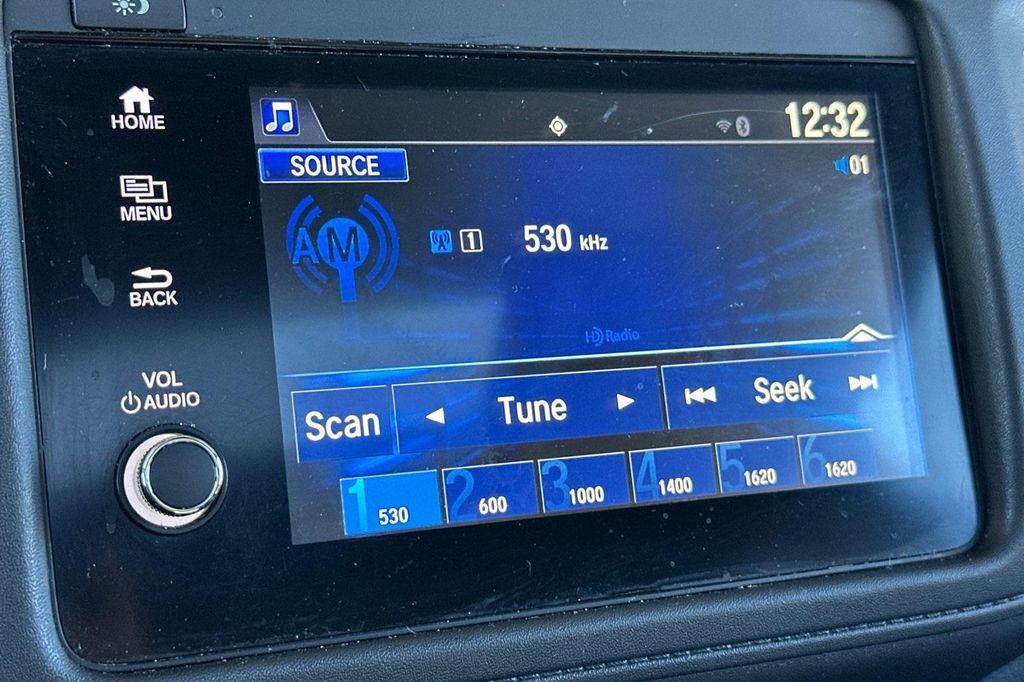 HOME
MENU
BACK
VOL
AUDIO
12:32
SOURCE
01
AM
1
530 kHz
HD Radio
Scan
Tune
Seek
1 530
2 600
3 1000
4 1400
5 1620
6 1620